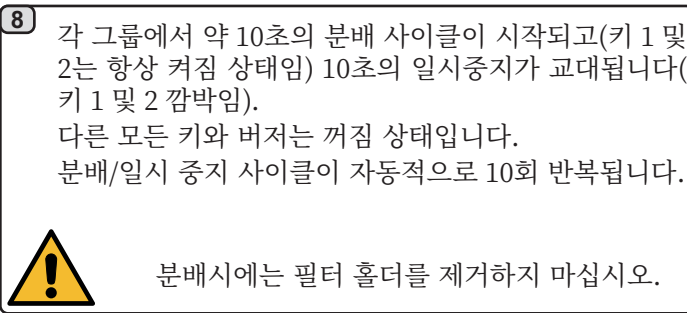 8
각 그룹에서 약 10초의 분배 사이클이 시작되고(키 1 및
2는 항상 켜짐 상태임) 10초의 일시중지가 교대됩니다(
키 1 및 2 깜박임).
다른 모든 키와 버저는 꺼짐 상태입니다.
분배/일시 중지 사이클이 자동적으로 10회 반복됩니다.
분배시에는 필터 홀더를 제거하지 마십시오.